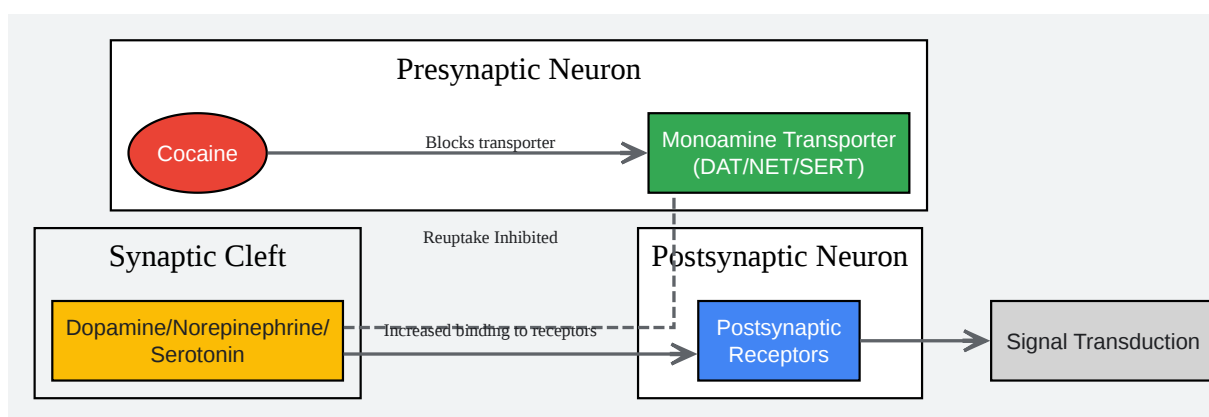 Presynaptic Neuron
Cocaine
Blocks transporter
Monoamine Transporter
(DAT/NET/SERT)
Reuptake Inhibited
Synaptic Cleft
Postsynaptic Neuron
Dopamine/Norepinephrine/
Serotonin
Increased binding to receptors
Postsynaptic
Receptors
Signal Transduction